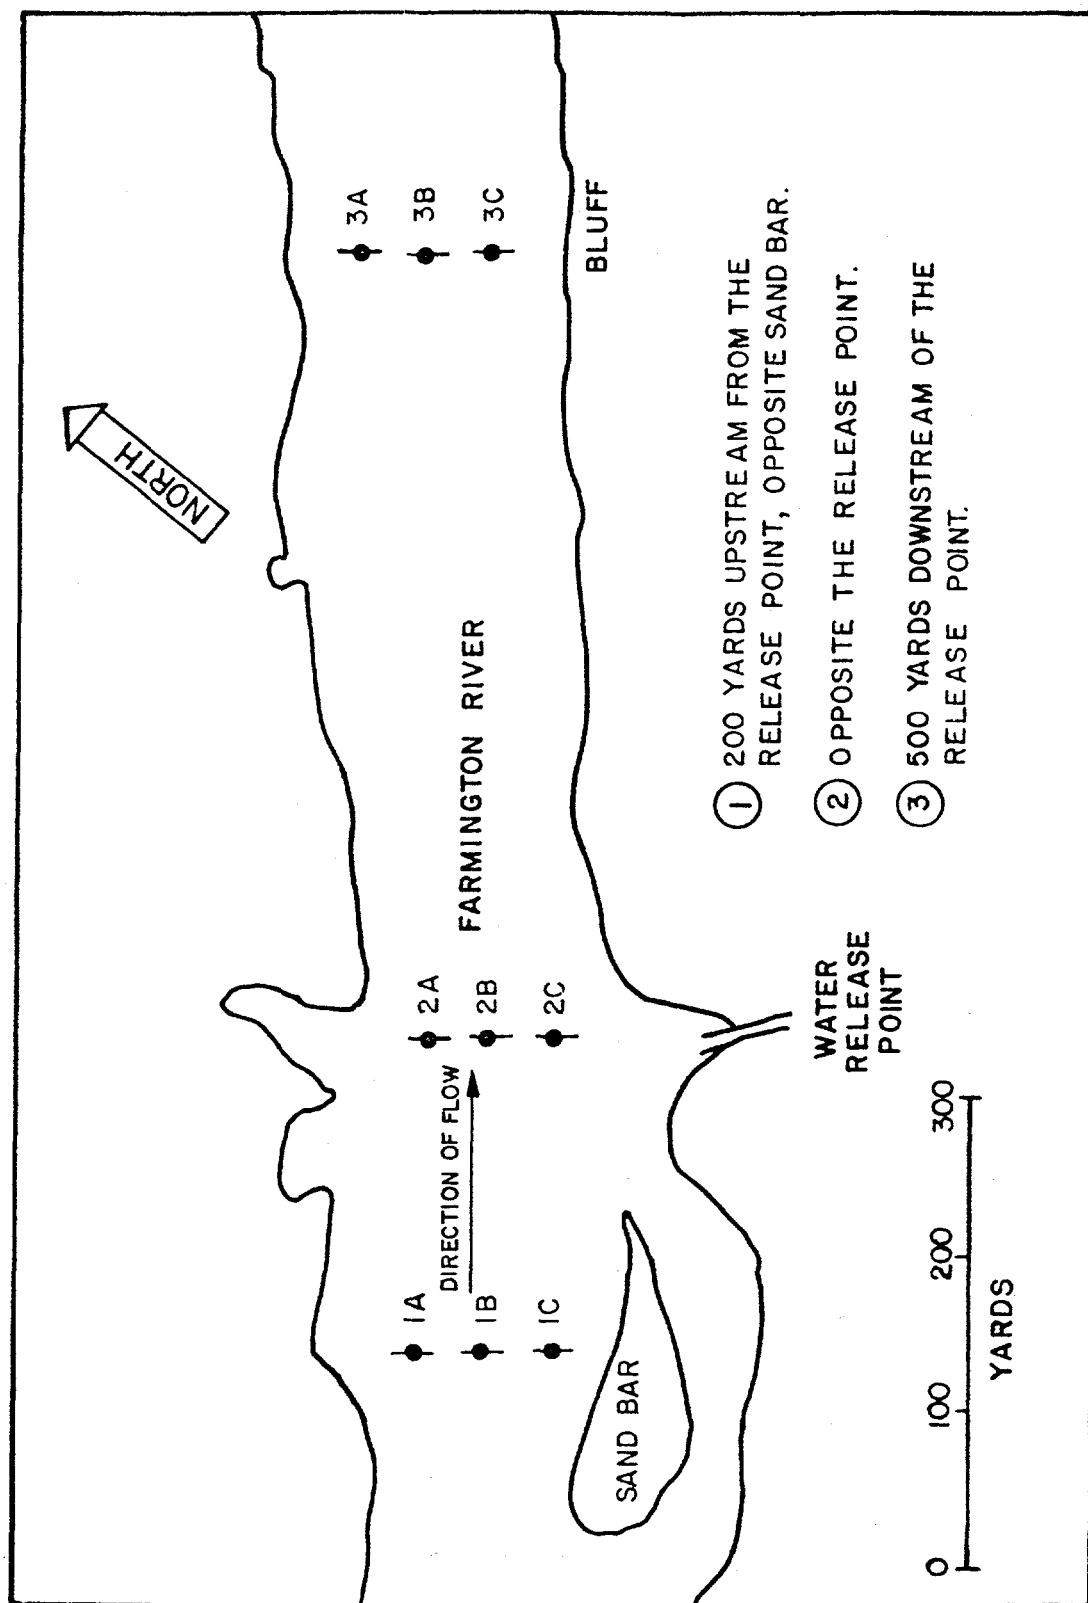 NORTH
3A
3B
3C
BLUFF
FARMINGTON RIVER
2A
2B
2C
DIRECTION OF FLOW
1A
1B
1C
SAND BAR
WATER
RELEASE
POINT
1 200 YARDS UPSTREAM FROM THE
RELEASE POINT, OPPOSITE SAND BAR.
2 OPPOSITE THE RELEASE POINT.
3 500 YARDS DOWNSTREAM OF THE
RELEASE POINT.
0 100 200 300
YARDS